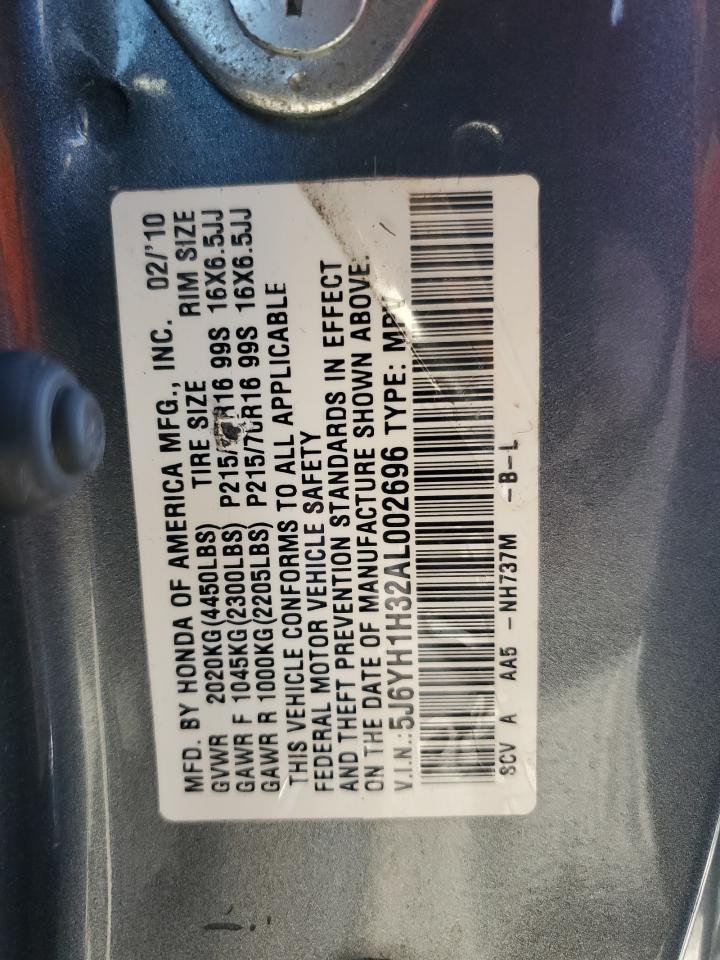 MFD. BY HONDA OF AMERICA MFG., INC. 02/'10
GVWR 2020KG(4450LBS) TIRE SIZE RIM SIZE
GAWR F 1045KG(2300LBS) P215/ R16 99S 16X6.5JJ
GAWR R 1000KG(2205LBS) P215/70R16 99S 16X6.5JJ
THIS VEHICLE CONFORMS TO ALL APPLICABLE
FEDERAL MOTOR VEHICLE SAFETY
AND THEFT PREVENTION STANDARDS IN EFFECT
ON THE DATE OF MANUFACTURE SHOWN ABOVE.
V.I.N.:5J6YH1H32AL002696 TYPE: MPV
SCV A AA5 -NH737M -B-L